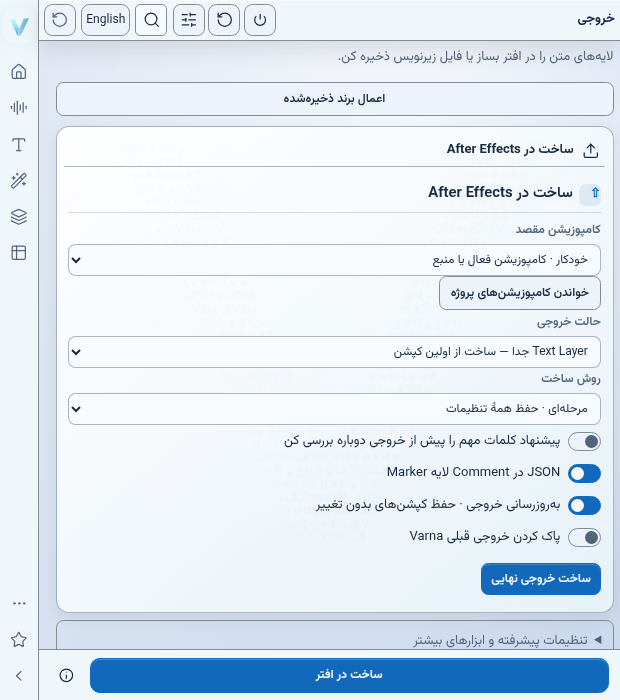 خروجی
English
لایه‌های متن را در افتر بساز یا فایل زیرنویس ذخیره کن.
اعمال برند ذخیره‌شده
ساخت در After Effects
ساخت در After Effects
کامپوزیشن مقصد
خودکار · کامپوزیشن فعال یا منبع
خواندن کامپوزیشن‌های پروژه
حالت خروجی
Text Layer جدا — ساخت از اولین کپشن
روش ساخت
مرحله‌ای · حفظ همهٔ تنظیمات
پیشنهاد کلمات مهم را پیش از خروجی دوباره بررسی کن
JSON در Comment لایه Marker
به‌روزرسانی خروجی · حفظ کپشن‌های بدون تغییر
پاک کردن خروجی قبلی Varna
ساخت خروجی نهایی
تنظیمات پیشرفته و ابزارهای بیشتر
ساخت در افتر